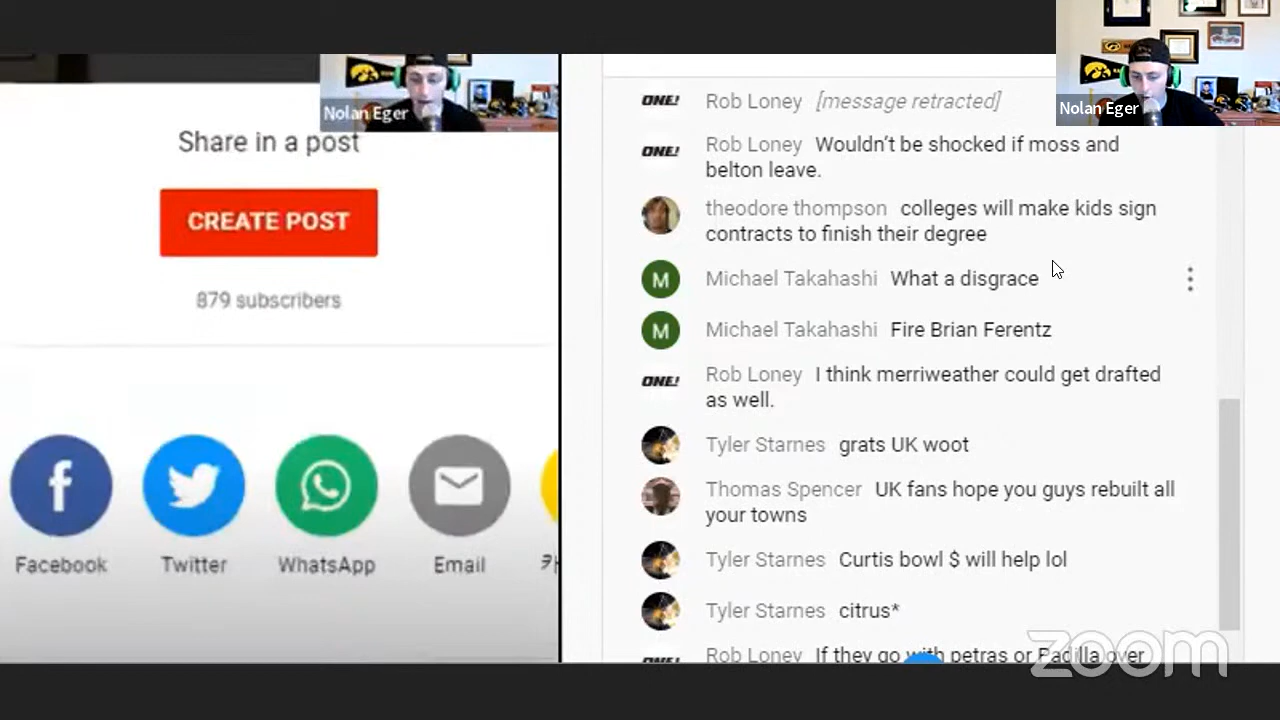 Nolan Eger
Share in a post
CREATE POST
879 subscribers
Facebook
Twitter
WhatsApp
Email
ONE!
Rob Loney [message retracted]
ONE!
Rob Loney Wouldn’t be shocked if moss and
belton leave.
theodore thompson colleges will make kids sign
contracts to finish their degree
M
Michael Takahashi What a disgrace
M
Michael Takahashi Fire Brian Ferentz
ONE!
Rob Loney I think merriweather could get drafted
as well.
Tyler Starnes grats UK woot
Thomas Spencer UK fans hope you guys rebuilt all
your towns
Tyler Starnes Curtis bowl $ will help lol
Tyler Starnes citrus*
ONE!
Rob Loney If they go with petras or Padilla over
Nolan Eger
zoom